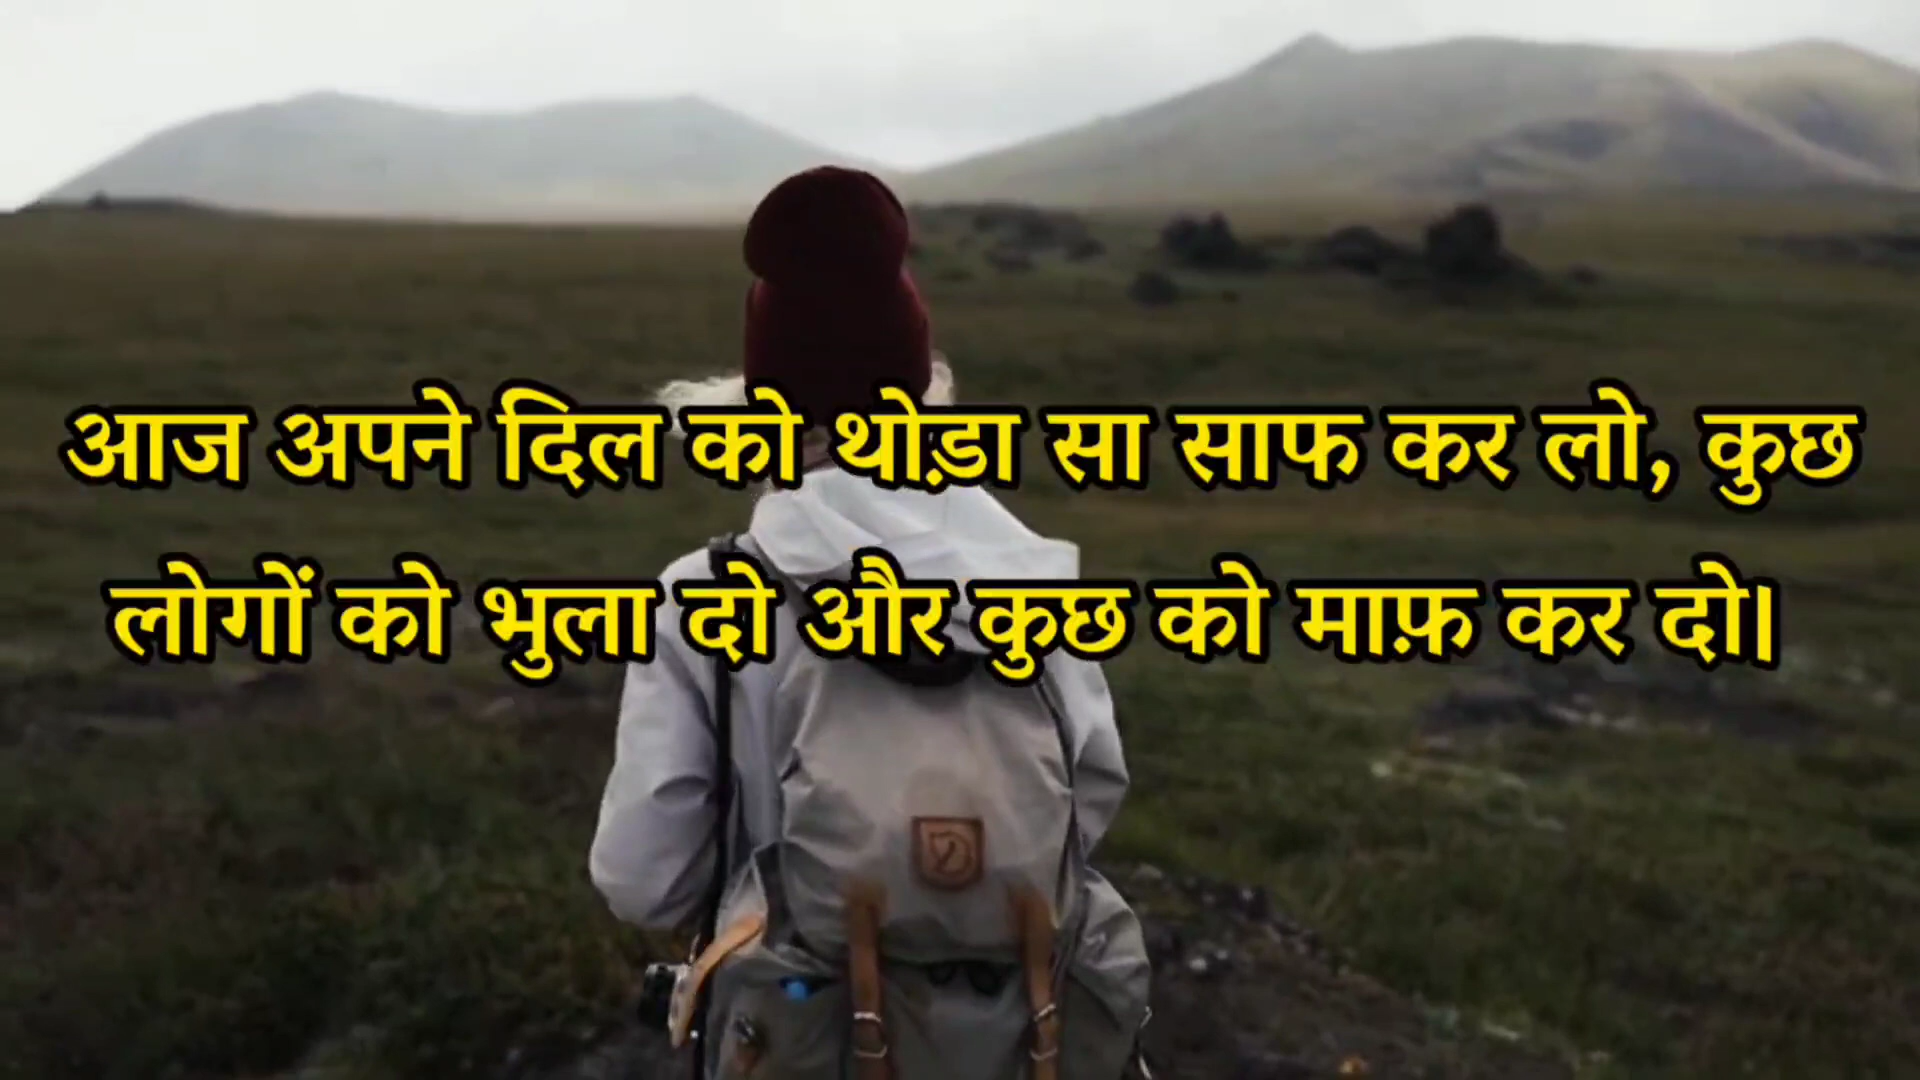 आज अपने दिल को थोड़ा सा साफ कर लो, कुछ
लोगों को भुला दो और कुछ को माफ़ कर दो।